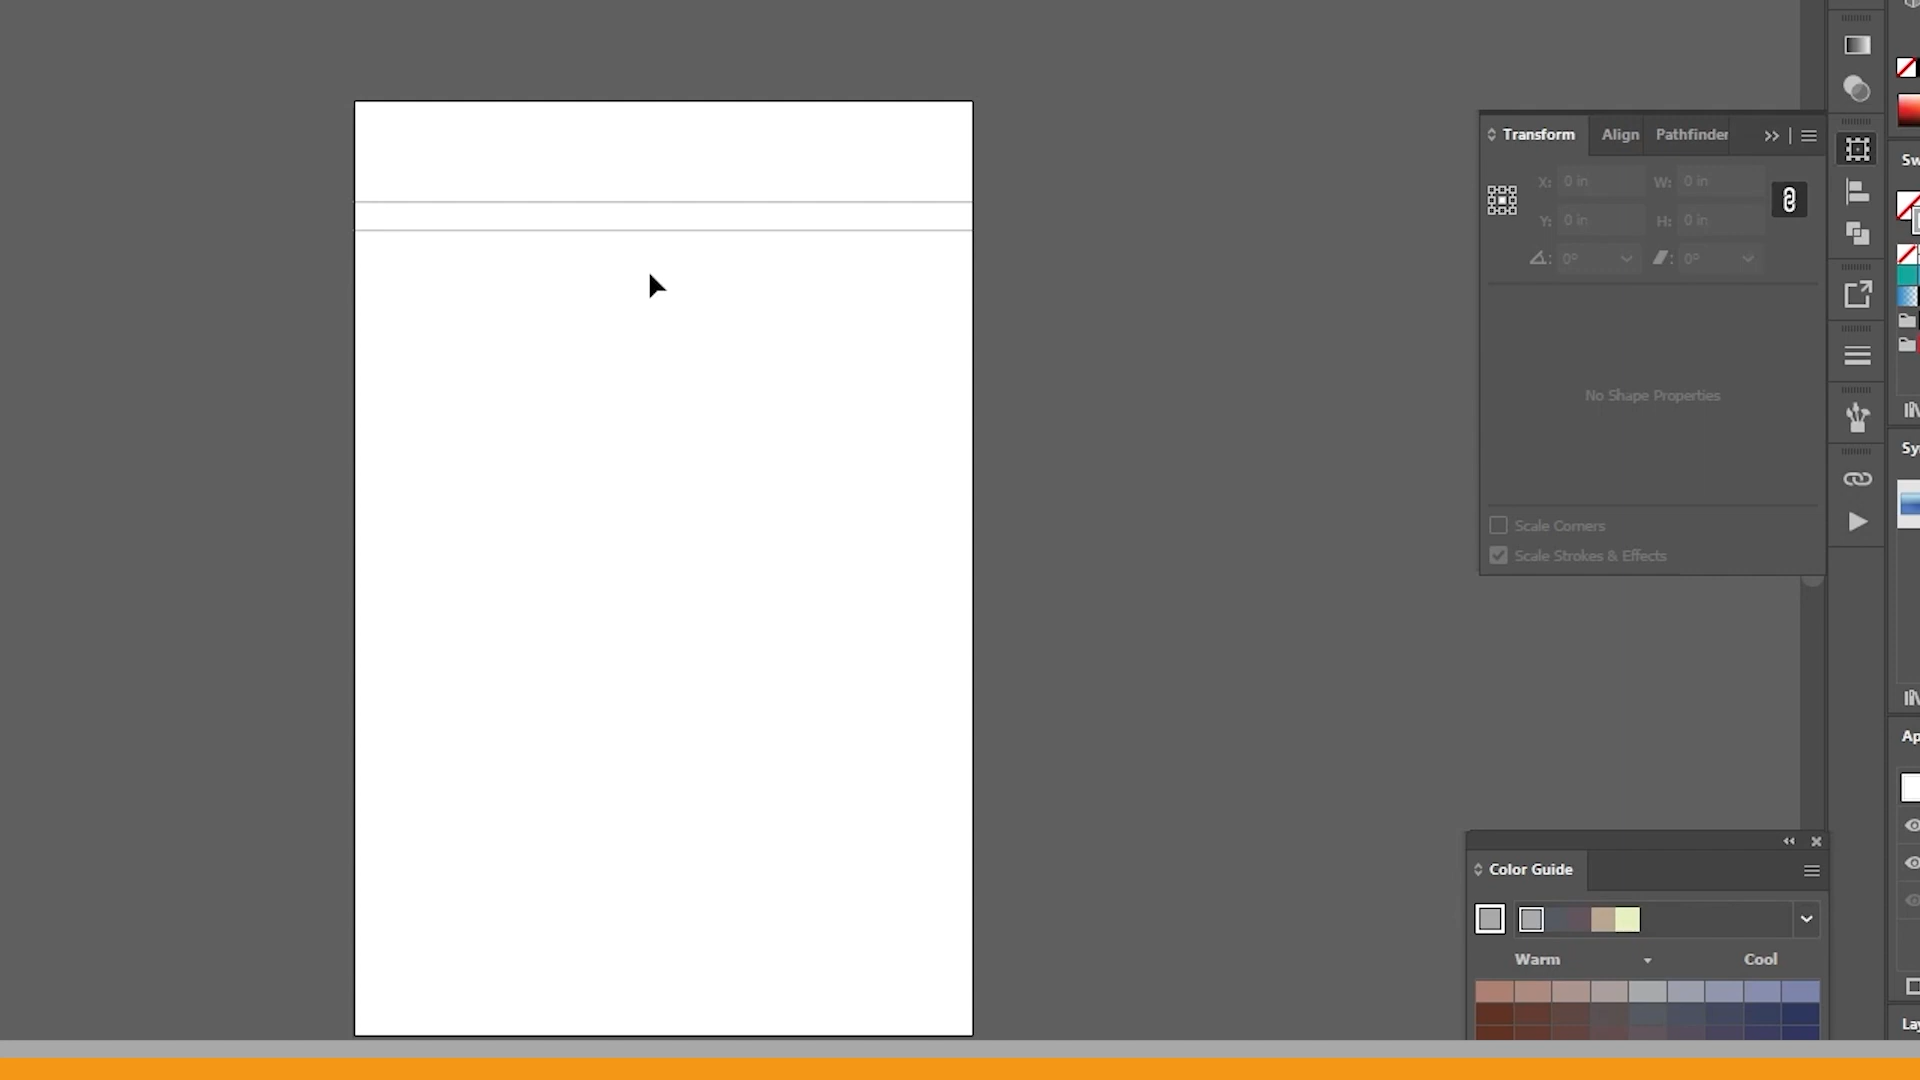 Transform Align Pathfinder
X: 0 in W: 0 in
Y: 0 in H: 0 in
0° 0°
No Shape Properties
Scale Corners
Scale Strokes & Effects
Color Guide
Warm Cool
Sw
Sy
Ap
Lay